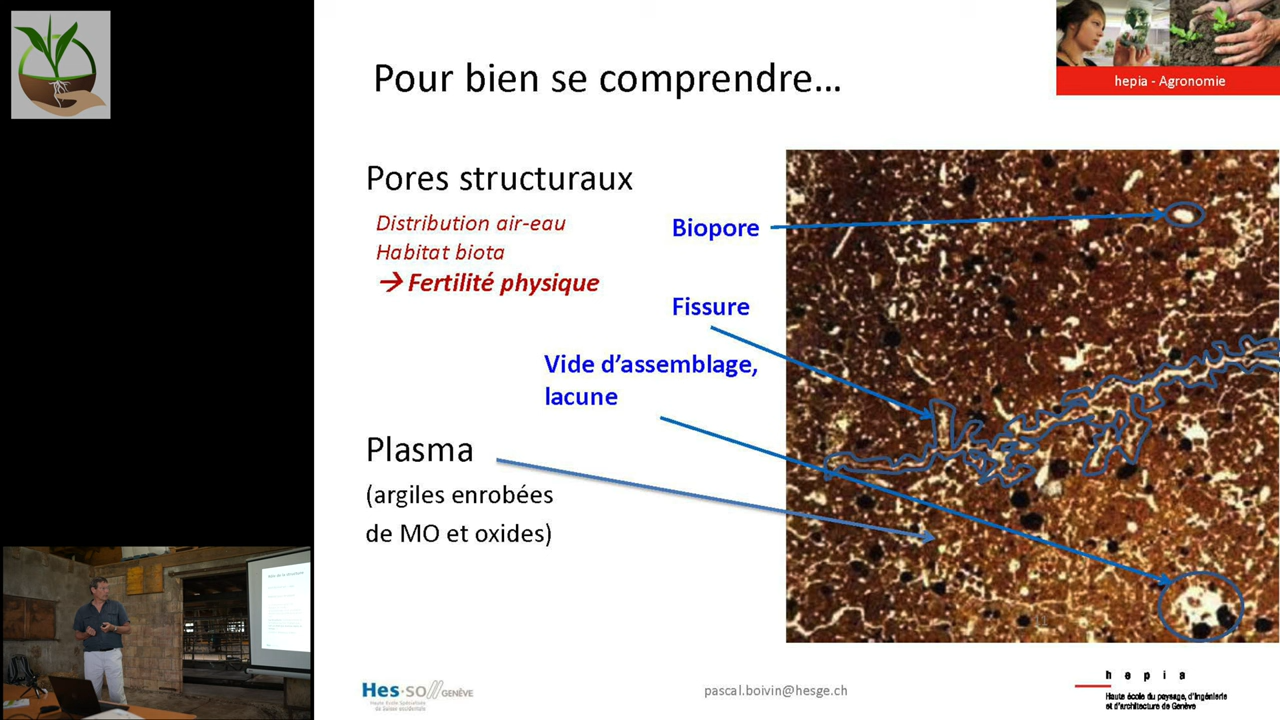 Pour bien se comprendre…
hepia - Agronomie
Pores structuraux
Distribution air-eau
Habitat biota
→ Fertilité physique
Biopore
Fissure
Vide d’assemblage,
lacune
Plasma
(argiles enrobées
de MO et oxides)
11
Hes·so// GENÈVE
Haute École Spécialisée
de Suisse occidentale
pascal.boivin@hesge.ch
h e p i a
Haute école du paysage, d'ingénierie
et d'architecture de Genève